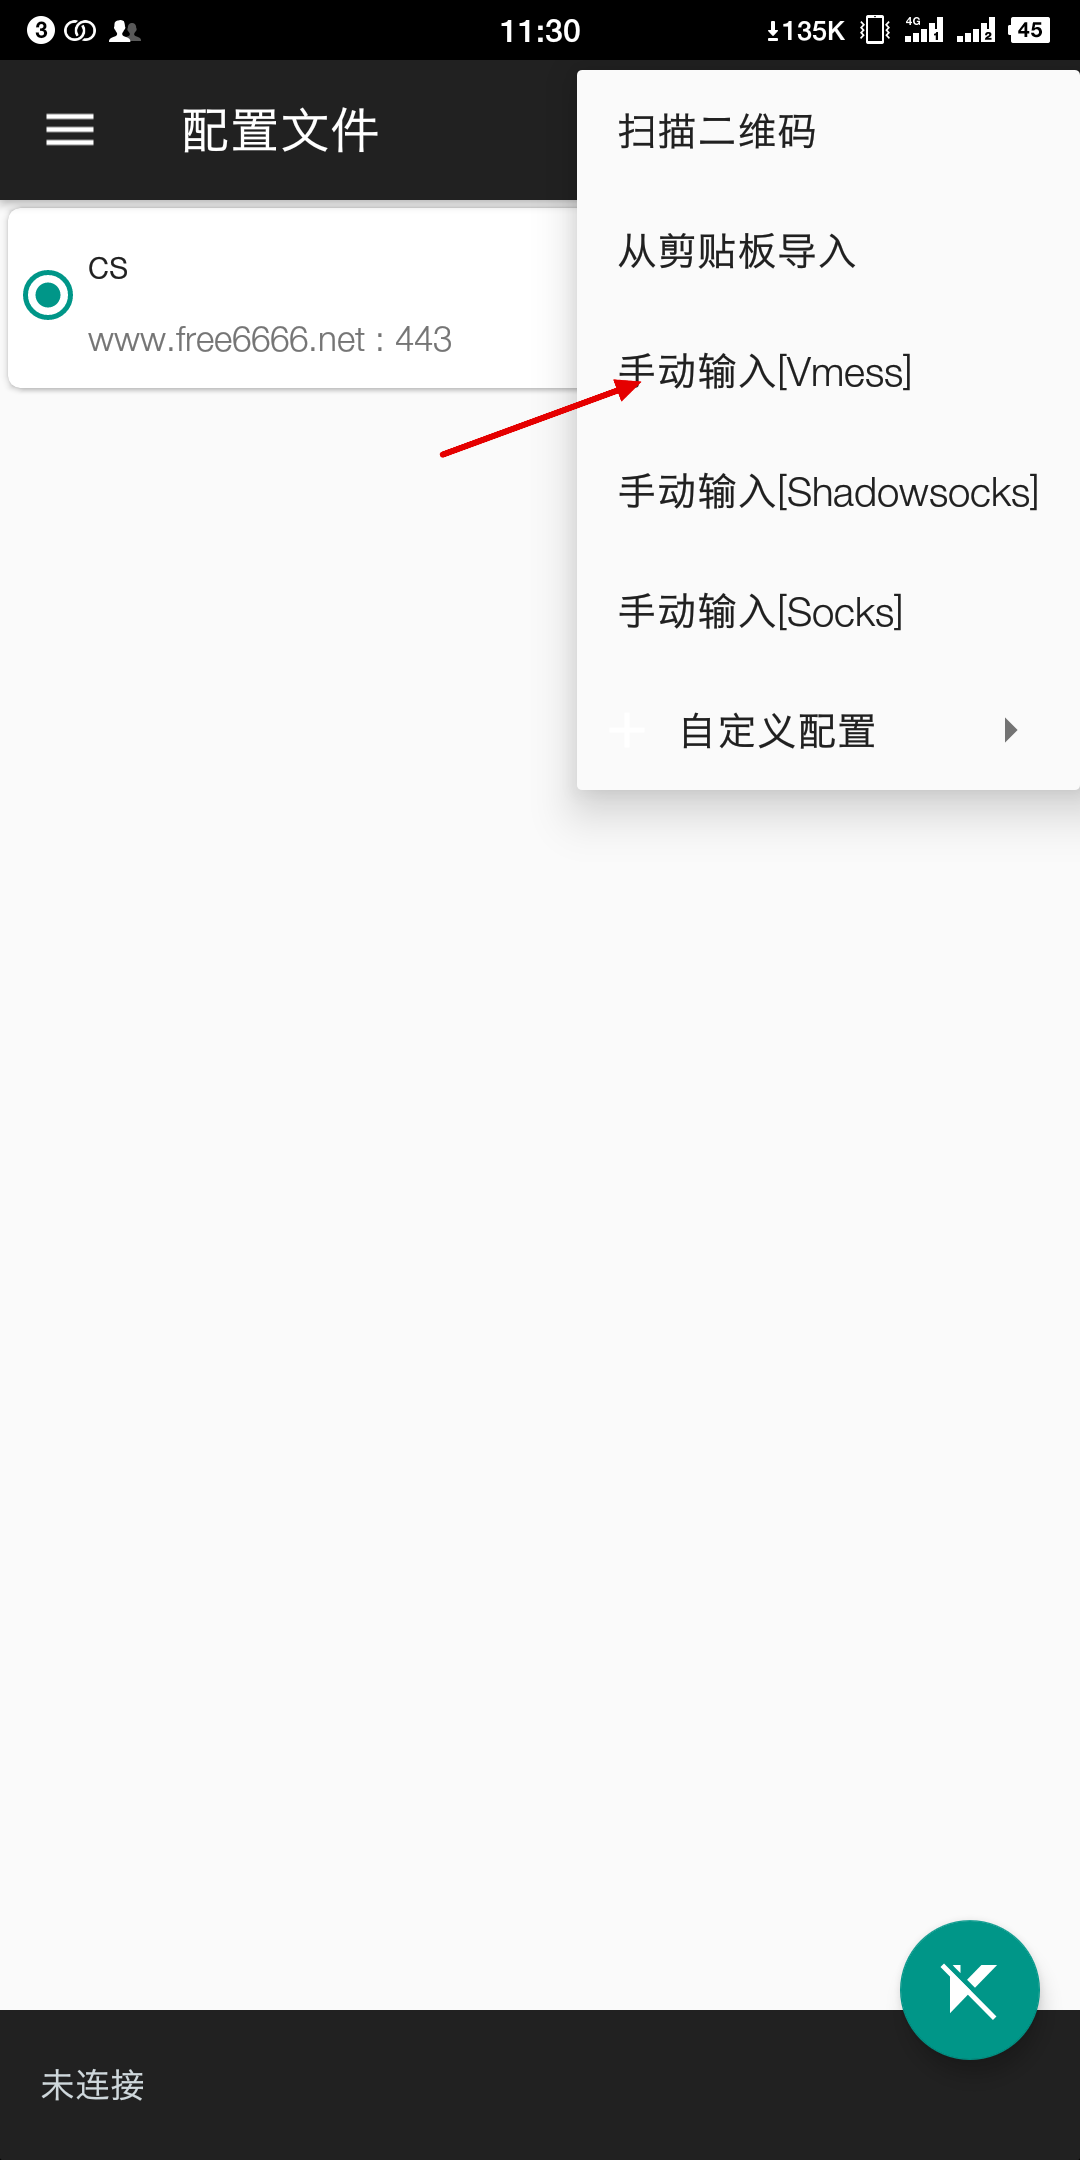 3 11:30 135K 4G 1 2 45
配置文件
扫描二维码
从剪贴板导入
cs
www.free6666.net : 443
手动输入[Vmess]
手动输入[Shadowsocks]
手动输入[Socks]
自定义配置
未连接